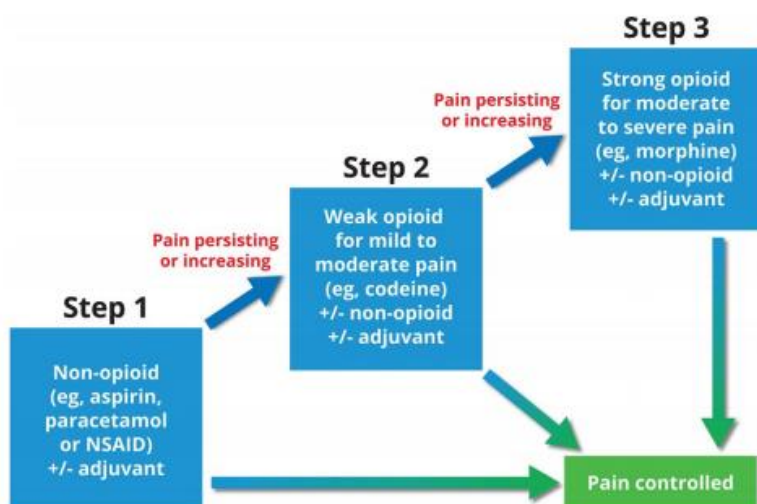 Step 1
Non-opioid
(eg, aspirin,
paracetamol
or NSAID)
+/- adjuvant
Pain persisting
or increasing
Step 2
Weak opioid
for mild to
moderate pain
(eg, codeine)
+/- non-opioid
+/- adjuvant
Pain persisting
or increasing
Step 3
Strong opioid
for moderate
to severe pain
(eg, morphine)
+/- non-opioid
+/- adjuvant
Pain controlled